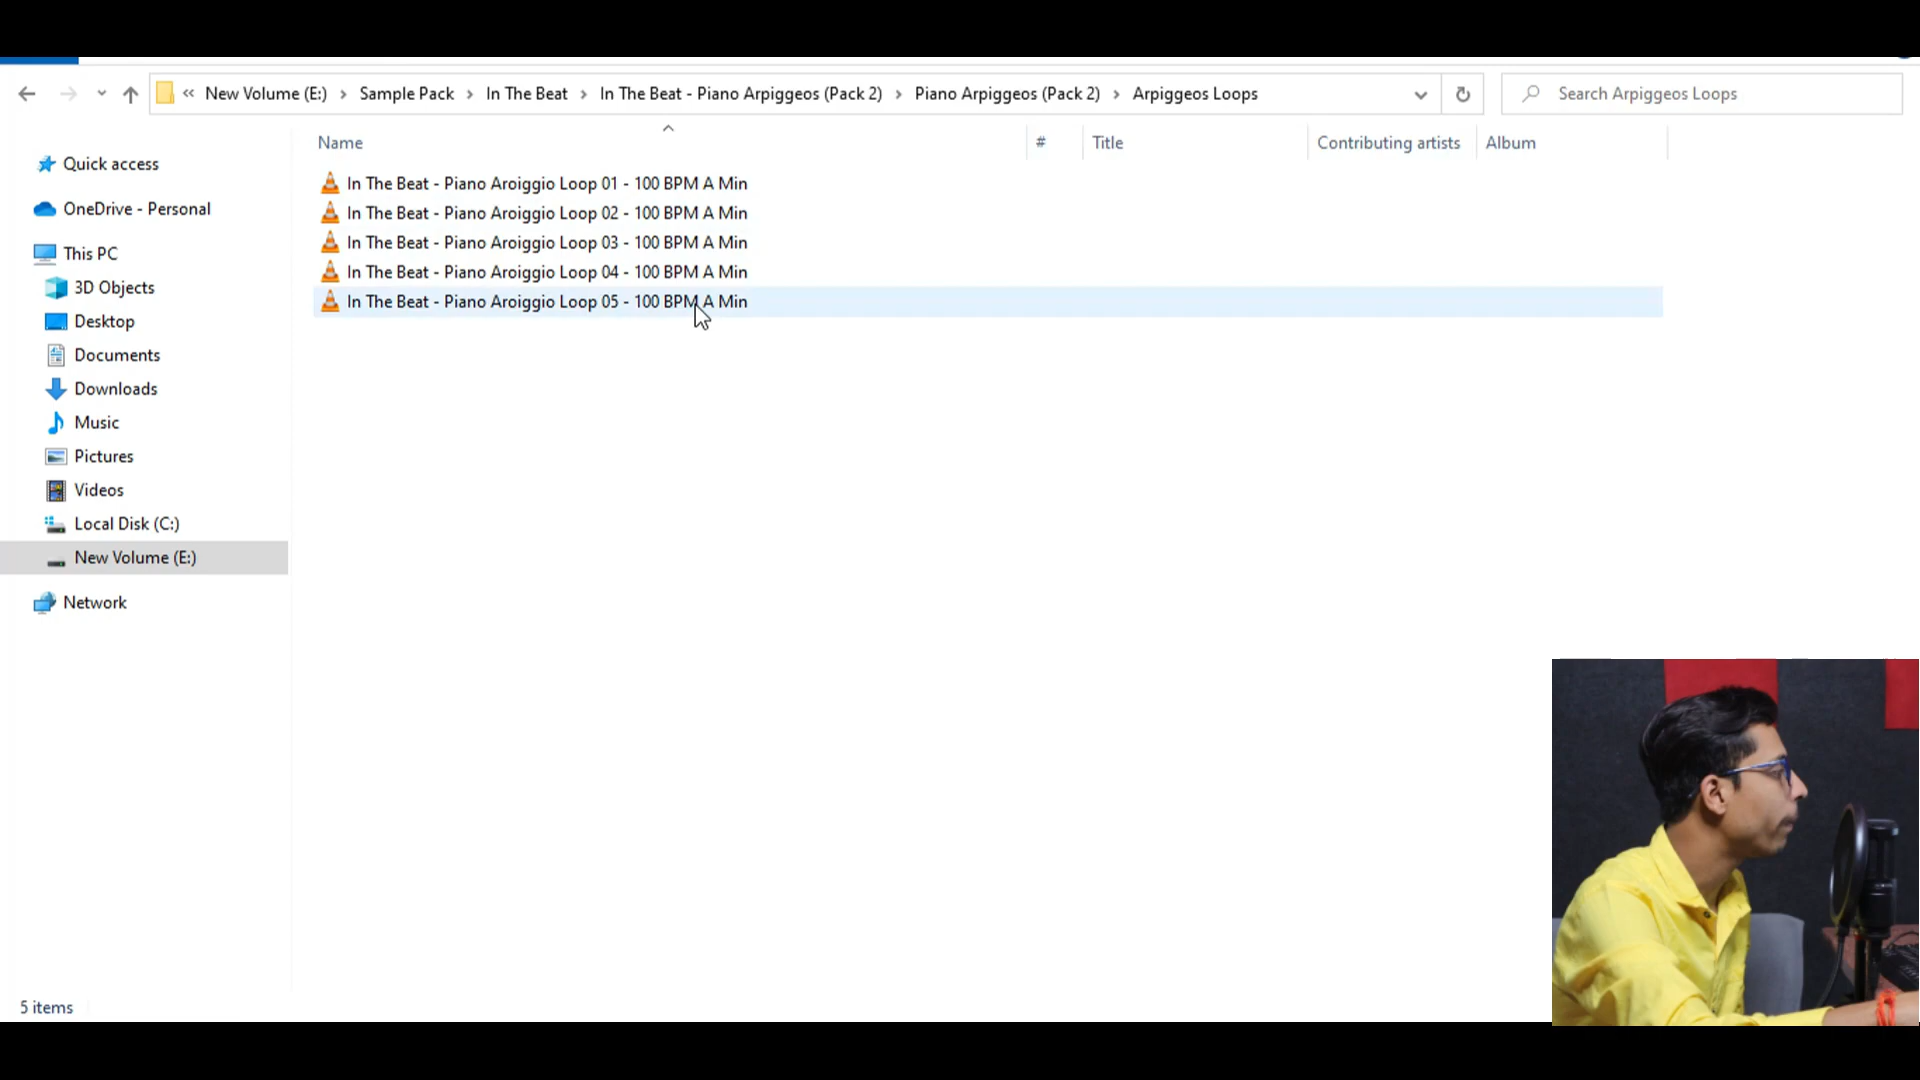 « New Volume (E:) › Sample Pack › In The Beat › In The Beat - Piano Arpiggeos (Pack 2) › Piano Arpiggeos (Pack 2) › Arpiggeos Loops
Search Arpiggeos Loops
Name # Title Contributing artists Album
Quick access
OneDrive - Personal
This PC
3D Objects
Desktop
Documents
Downloads
Music
Pictures
Videos
Local Disk (C:)
New Volume (E:)
Network
In The Beat - Piano Aroiggio Loop 01 - 100 BPM A Min
In The Beat - Piano Aroiggio Loop 02 - 100 BPM A Min
In The Beat - Piano Aroiggio Loop 03 - 100 BPM A Min
In The Beat - Piano Aroiggio Loop 04 - 100 BPM A Min
In The Beat - Piano Aroiggio Loop 05 - 100 BPM A Min
5 items